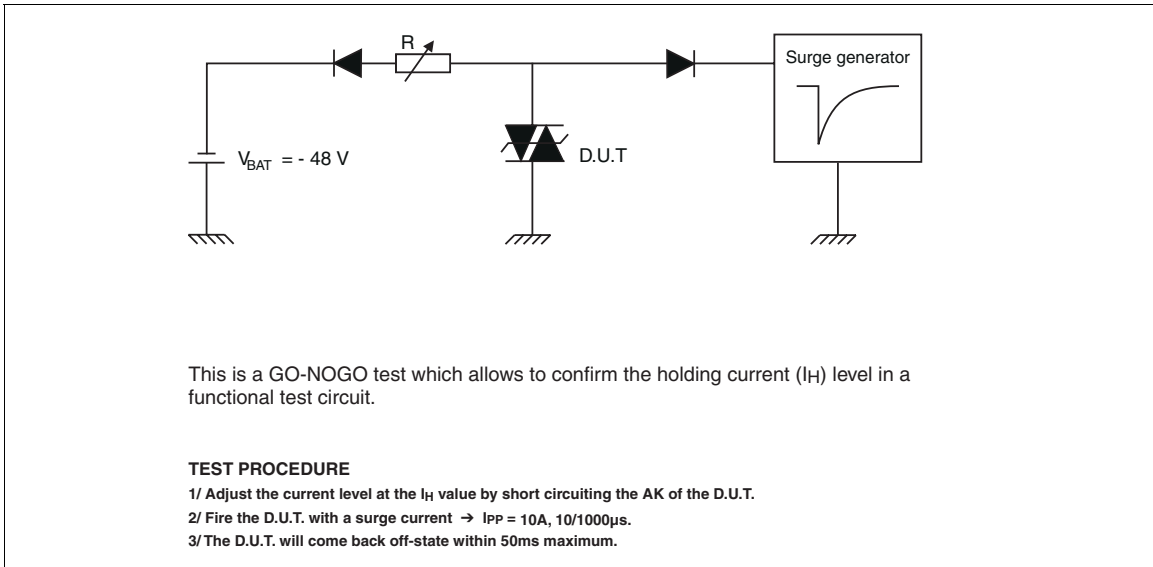 R
Surge generator
VBAT = - 48 V
D.U.T
This is a GO-NOGO test which allows to confirm the holding current (IH) level in a
functional test circuit.
TEST PROCEDURE
1/ Adjust the current level at the IH value by short circuiting the AK of the D.U.T.
2/ Fire the D.U.T. with a surge current → IPP = 10A, 10/1000µs.
3/ The D.U.T. will come back off-state within 50ms maximum.